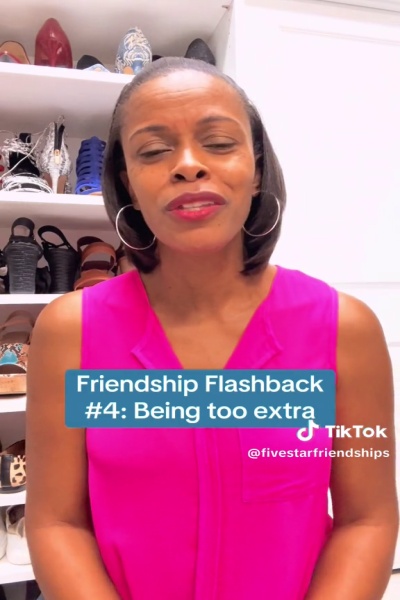 Friendship Flashback
#4: Being too extra
TikTok
@fivestarfriendships